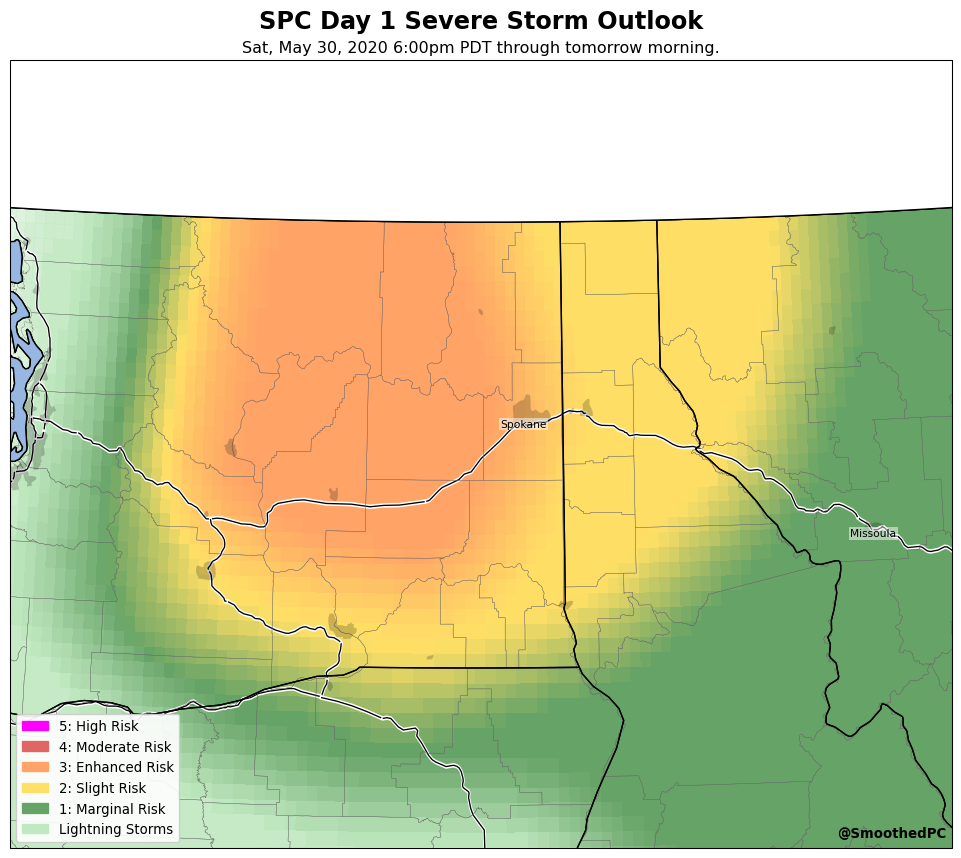 SPC Day 1 Severe Storm Outlook
Sat, May 30, 2020 6:00pm PDT through tomorrow morning.
Spokane
Missoula
5: High Risk
4: Moderate Risk
3: Enhanced Risk
2: Slight Risk
1: Marginal Risk
Lightning Storms
@SmoothedPC